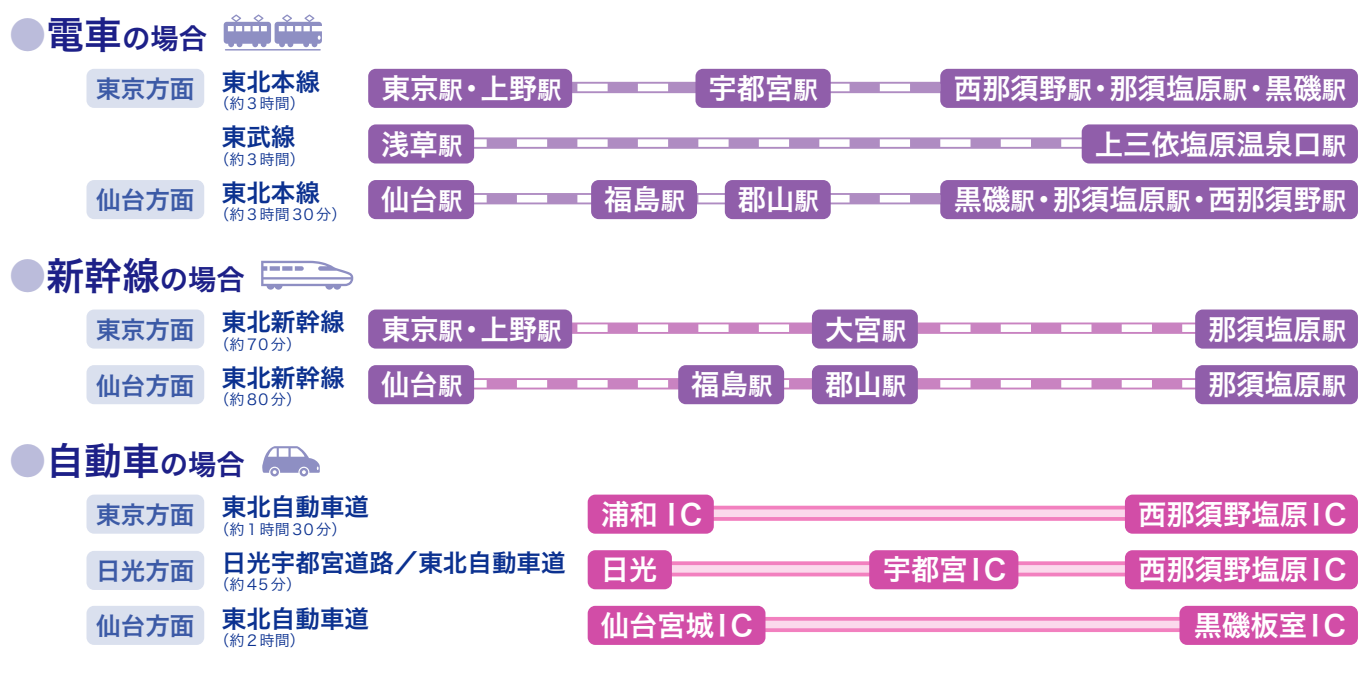 ●電車の場合
東京方面 東北本線 東京駅・上野駅 宇都宮駅 西那須野駅・那須塩原駅・黒磯駅
(約3時間)
東武線 浅草駅 上三依塩原温泉口駅
(約3時間)
仙台方面 東北本線 仙台駅 福島駅 郡山駅 黒磯駅・那須塩原駅・西那須野駅
(約3時間30分)
●新幹線の場合
東京方面 東北新幹線 東京駅・上野駅 大宮駅 那須塩原駅
(約70分)
仙台方面 東北新幹線 仙台駅 福島駅 郡山駅 那須塩原駅
(約80分)
●自動車の場合
東京方面 東北自動車道 浦和IC 西那須野塩原IC
(約1時間30分)
日光方面 日光宇都宮道路／東北自動車道 日光 宇都宮IC 西那須野塩原IC
(約45分)
仙台方面 東北自動車道 仙台宮城IC 黒磯板室IC
(約2時間)